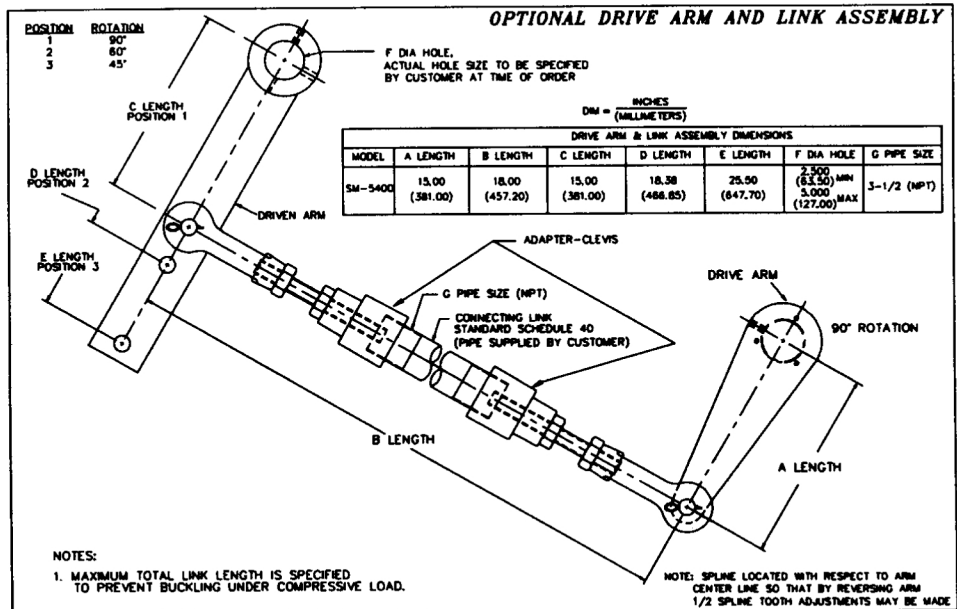 OPTIONAL DRIVE ARM AND LINK ASSEMBLY
POSITION ROTATION
1 90°
2 60°
3 45°
F DIA HOLE,
ACTUAL HOLE SIZE TO BE SPECIFIED
BY CUSTOMER AT TIME OF ORDER
C LENGTH
POSITION 1
DIM = INCHES
(MILLIMETERS)
DRIVE ARM & LINK ASSEMBLY DIMENSIONS
MODEL A LENGTH B LENGTH C LENGTH D LENGTH E LENGTH F DIA HOLE G PIPE SIZE
SM-5400 15.00 18.00 15.00 18.38 25.50 2.500 3-1/2 (NPT)
(381.00) (457.20) (381.00) (466.85) (647.70) (63.50) MIN
5.000
(127.00) MAX
D LENGTH
POSITION 2
DRIVEN ARM
ADAPTER-CLEVIS
E LENGTH
POSITION 3
DRIVE ARM
G PIPE SIZE (NPT)
CONNECTING LINK
STANDARD SCHEDULE 40
(PIPE SUPPLIED BY CUSTOMER)
90° ROTATION
B LENGTH
A LENGTH
NOTES:
1. MAXIMUM TOTAL LINK LENGTH IS SPECIFIED
TO PREVENT BUCKLING UNDER COMPRESSIVE LOAD.
NOTE: SPLINE LOCATED WITH RESPECT TO ARM
CENTER LINE SO THAT BY REVERSING ARM
1/2 SPLINE TOOTH ADJUSTMENTS MAY BE MADE